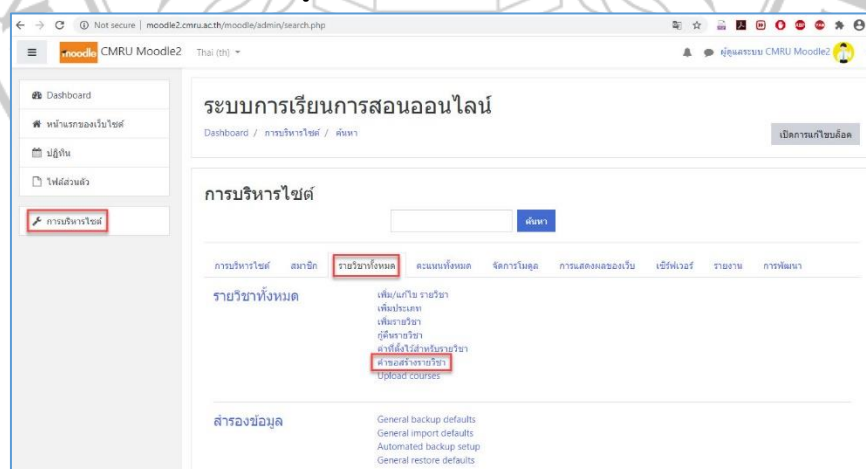 Not secure | moodle2.cmru.ac.th/moodle/admin/search.php
moodle CMRU Moodle2 Thai (th) ผู้ดูแลระบบ CMRU Moodle2
Dashboard
หน้าแรกของเว็บไซต์
ปฏิทิน
ไฟล์ส่วนตัว
การบริหารไซต์
ระบบการเรียนการสอนออนไลน์
Dashboard / การบริหารไซต์ / ค้นหา
เปิดการแก้ไขบล็อค
การบริหารไซต์
ค้นหา
การบริหารไซต์ สมาชิก รายวิชาทั้งหมด คะแนนทั้งหมด จัดการโมดูล การแสดงผลของเว็บ เซิร์ฟเวอร์ รายงาน การพัฒนา
รายวิชาทั้งหมด
เพิ่ม/แก้ไข รายวิชา
เพิ่มประเภท
เพิ่มรายวิชา
กู้คืนรายวิชา
ค่าที่ตั้งไว้สำหรับรายวิชา
คำขอสร้างรายวิชา
Upload courses
สำรองข้อมูล
General backup defaults
General import defaults
Automated backup setup
General restore defaults